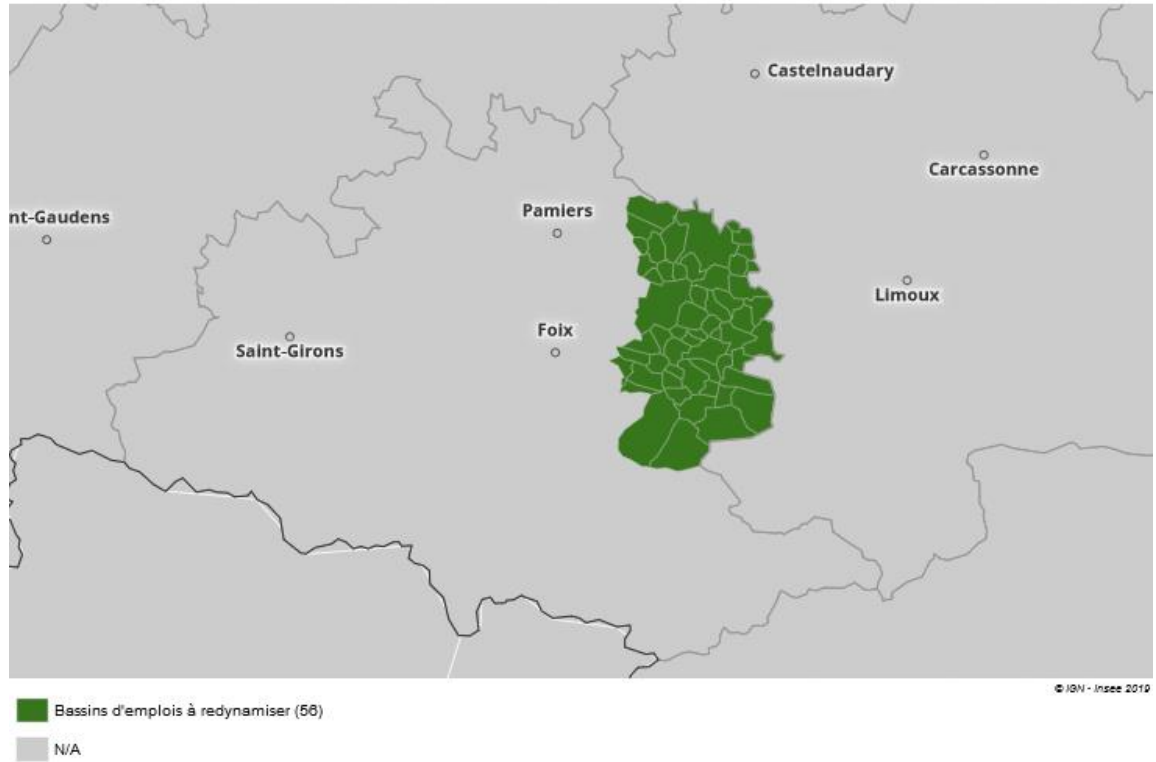 Castelnaudary
Carcassonne
nt-Gaudens
Pamiers
Limoux
Foix
Saint-Girons
© IGN - Insee 2019
Bassins d'emplois à redynamiser (56)
N/A